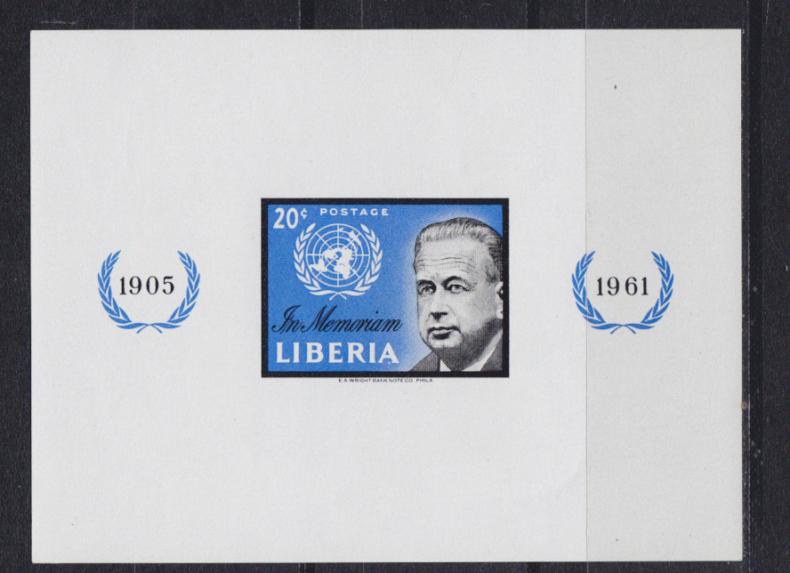 20¢ POSTAGE
1905
1961
In Memoriam
LIBERIA
E. A. WRIGHT BANK NOTE CO. PHILA.